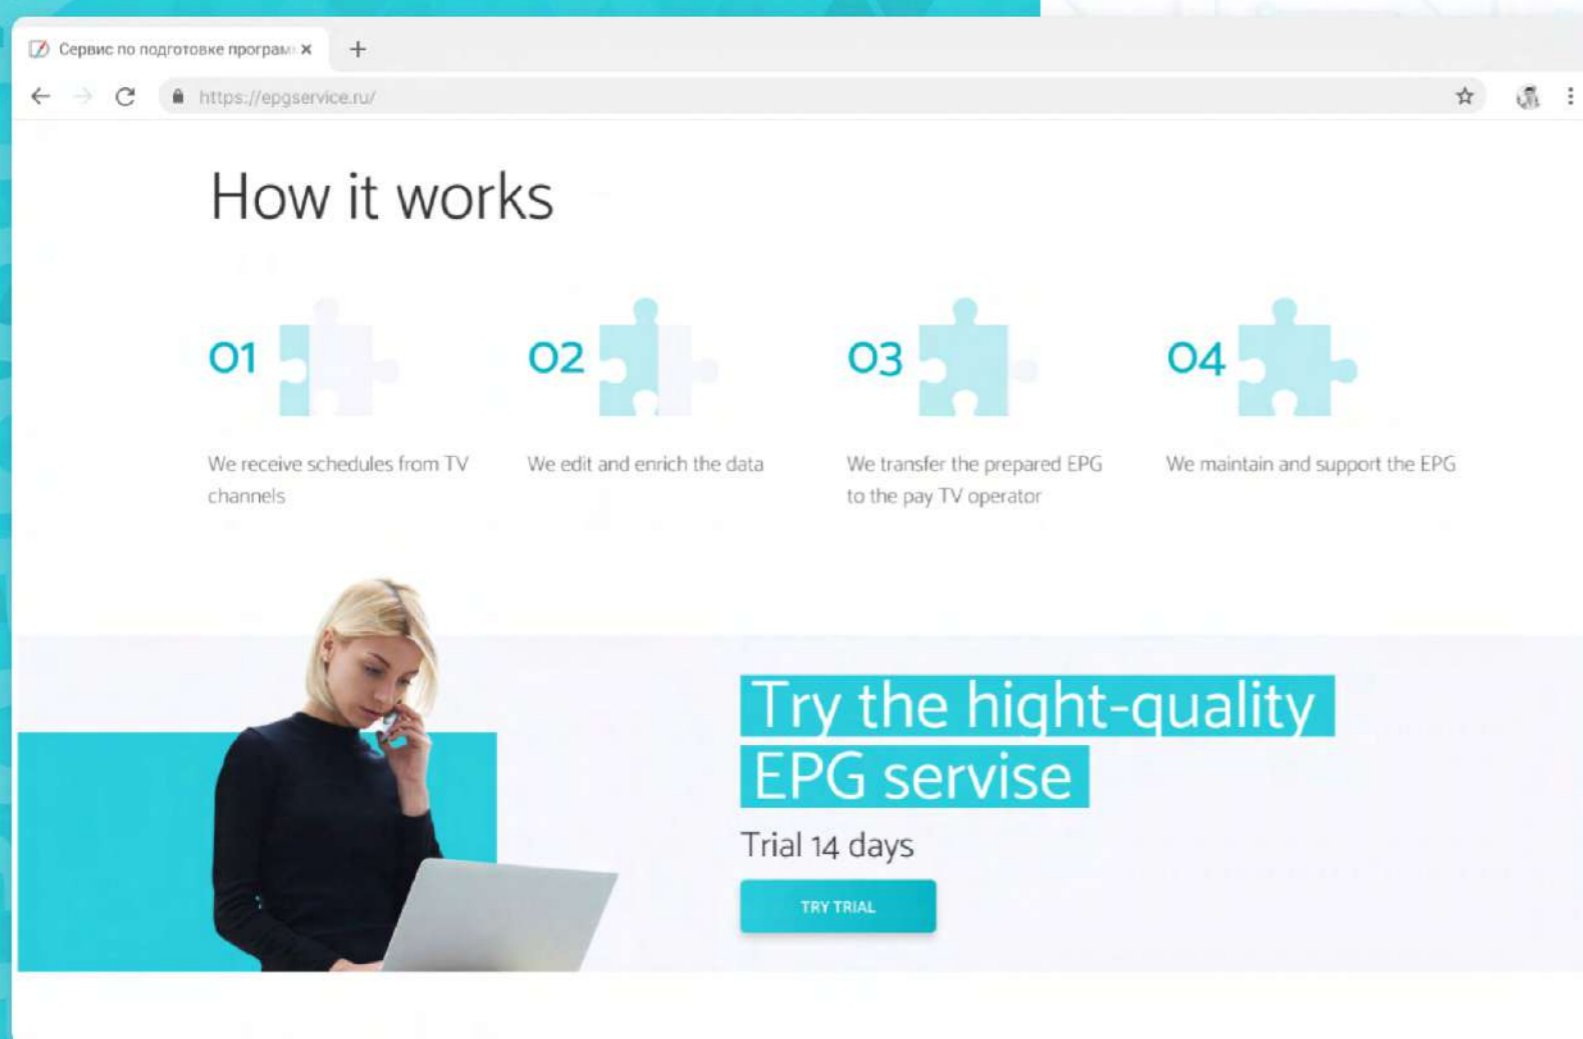 Сервис по подготовке програм
https://epgservice.ru/
How it works
01
02
03
04
We receive schedules from TV
channels
We edit and enrich the data
We transfer the prepared EPG
to the pay TV operator
We maintain and support the EPG
Try the hight-quality
EPG servise
Trial 14 days
TRY TRIAL